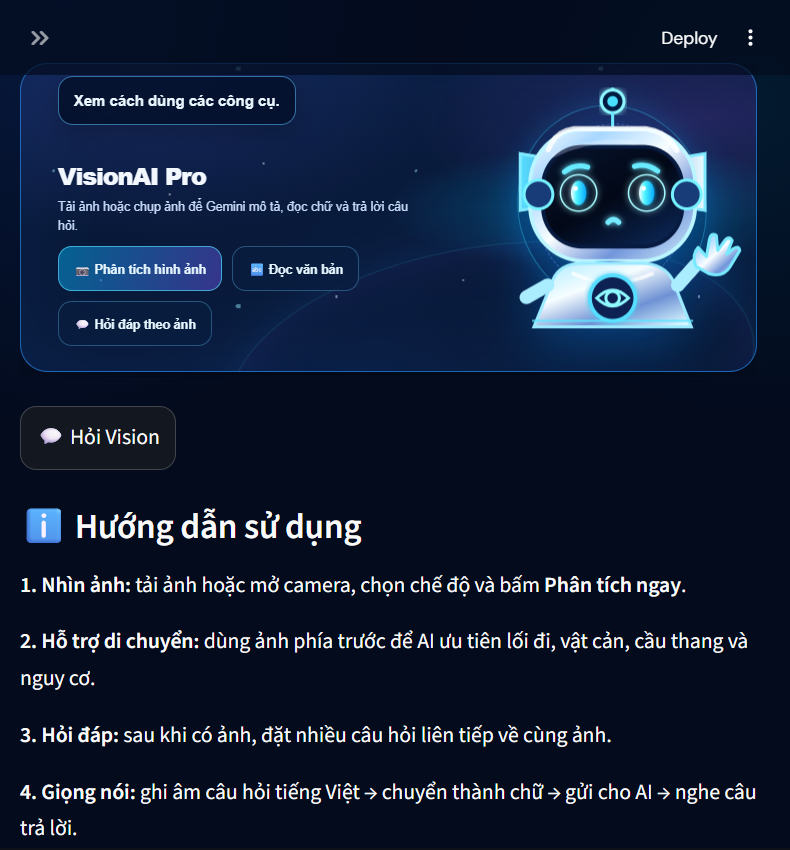 Deploy
Xem cách dùng các công cụ.
VisionAI Pro
Tải ảnh hoặc chụp ảnh để Gemini mô tả, đọc chữ và trả lời câu
hỏi.
Phân tích hình ảnh
abc Đọc văn bản
Hỏi đáp theo ảnh
Hỏi Vision
Hướng dẫn sử dụng
1. Nhìn ảnh: tải ảnh hoặc mở camera, chọn chế độ và bấm Phân tích ngay.
2. Hỗ trợ di chuyển: dùng ảnh phía trước để AI ưu tiên lối đi, vật cản, cầu thang và
nguy cơ.
3. Hỏi đáp: sau khi có ảnh, đặt nhiều câu hỏi liên tiếp về cùng ảnh.
4. Giọng nói: ghi âm câu hỏi tiếng Việt → chuyển thành chữ → gửi cho AI → nghe câu
trả lời.